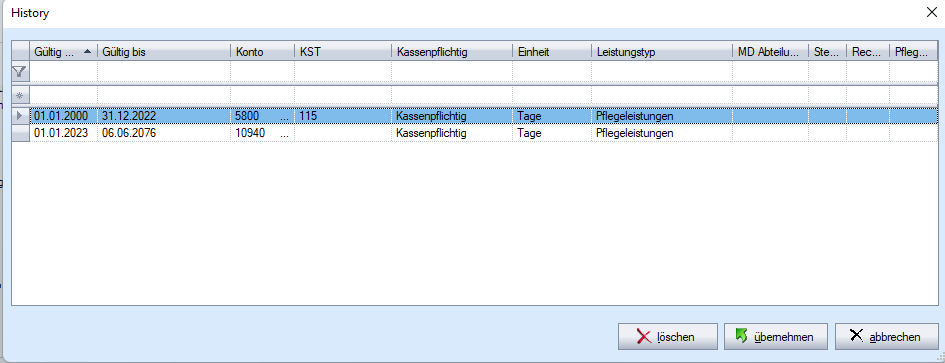 History
Gültig ... Gültig bis Konto KST Kassenpflichtig Einheit Leistungstyp MD Abteilu... Ste... Rec... Pfleg...
01.01.2000 31.12.2022 5800 ... 115 Kassenpflichtig Tage Pflegeleistungen
01.01.2023 06.06.2076 10940 ... Kassenpflichtig Tage Pflegeleistungen
löschen übernehmen abbrechen